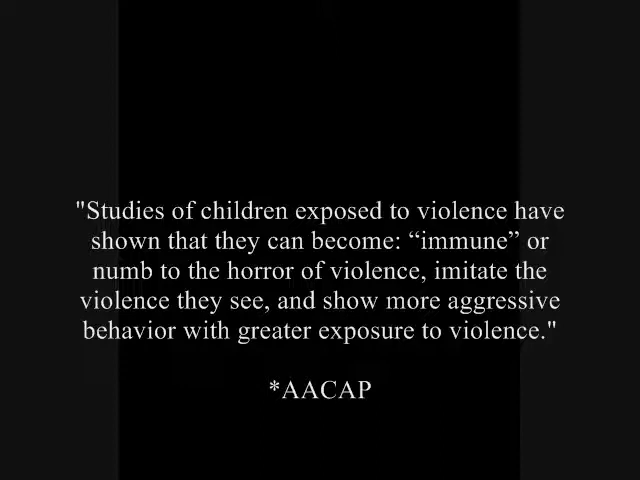 "Studies of children exposed to violence have
shown that they can become: “immune” or
numb to the horror of violence, imitate the
violence they see, and show more aggressive
behavior with greater exposure to violence."
*AACAP